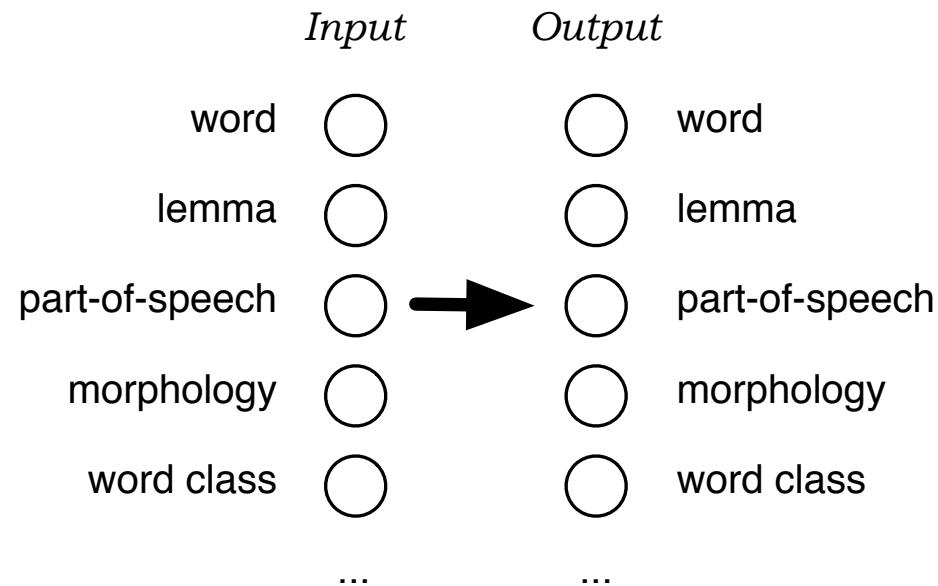 Input Output
word word
lemma lemma
part-of-speech part-of-speech
morphology morphology
word class word class
... ...